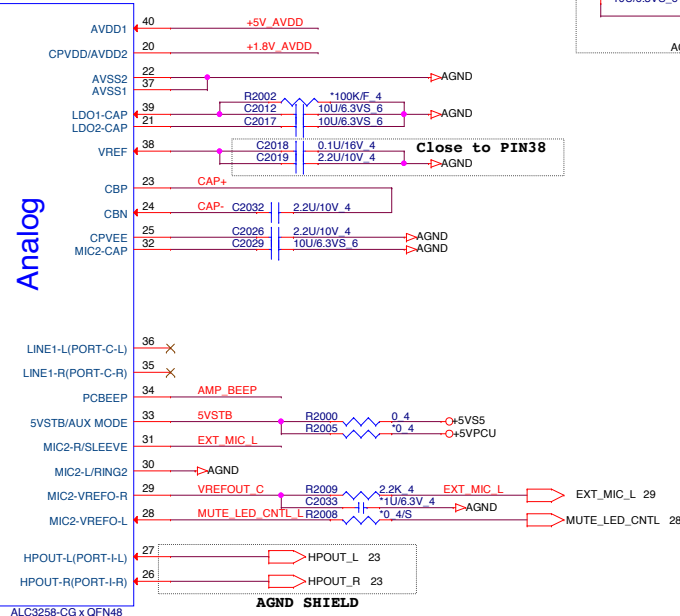 10U/6.3VS_6
AVDD1 40 +5V_AVDD
CPVDD/AVDD2 20 +1.8V_AVDD
AVSS2 22 AGND
AVSS1 37
R2002 *100K/F_4
LDO1-CAP 39 C2012 10U/6.3VS_6 AGND
LDO2-CAP 21 C2017 10U/6.3VS_6
VREF 38 C2018 0.1U/16V_4 Close to PIN38
C2019 2.2U/10V_4 AGND
CBP 23 CAP+
CBN 24 CAP- C2032 2.2U/10V_4
CPVEE 25 C2026 2.2U/10V_4 AGND
MIC2-CAP 32 C2029 10U/6.3VS_6 AGND
Analog
LINE1-L(PORT-C-L) 36
LINE1-R(PORT-C-R) 35
PCBEEP 34 AMP_BEEP
5VSTB/AUX MODE 33 5VSTB R2000 0_4 +5VS5
R2005 *0_4 +5VPCU
MIC2-R/SLEEVE 31 EXT_MIC_L
MIC2-L/RING2 30 AGND
MIC2-VREFO-R 29 VREFOUT_C R2009 2.2K_4 EXT_MIC_L EXT_MIC_L 29
C2033 *1U/6.3V_4 AGND
MIC2-VREFO-L 28 MUTE_LED_CNTL_L R2008 *0_4/S MUTE_LED_CNTL 28
HPOUT-L(PORT-I-L) 27 HPOUT_L 23
HPOUT-R(PORT-I-R) 26 HPOUT_R 23
AGND SHIELD
ALC3258-CG x QFN48